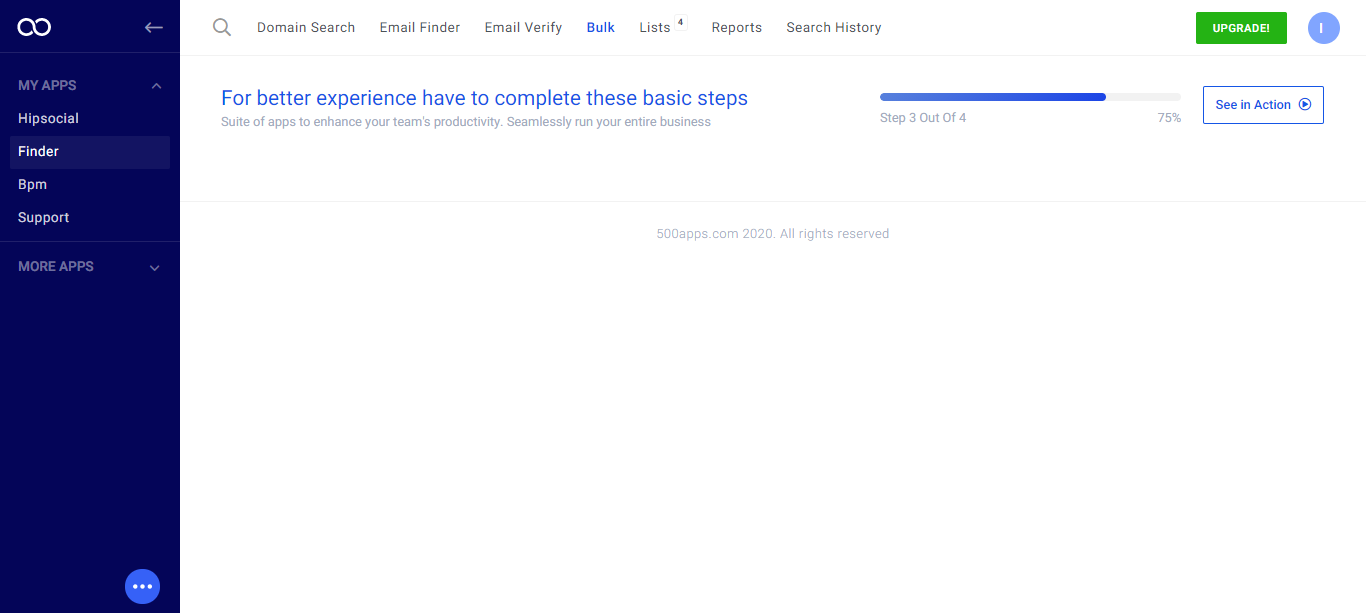 Domain Search Email Finder Email Verify Bulk Lists 4 Reports Search History UPGRADE! I
MY APPS
Hipsocial
Finder
Bpm
Support
MORE APPS
For better experience have to complete these basic steps
Suite of apps to enhance your team's productivity. Seamlessly run your entire business
Step 3 Out Of 4 75%
See in Action
500apps.com 2020. All rights reserved